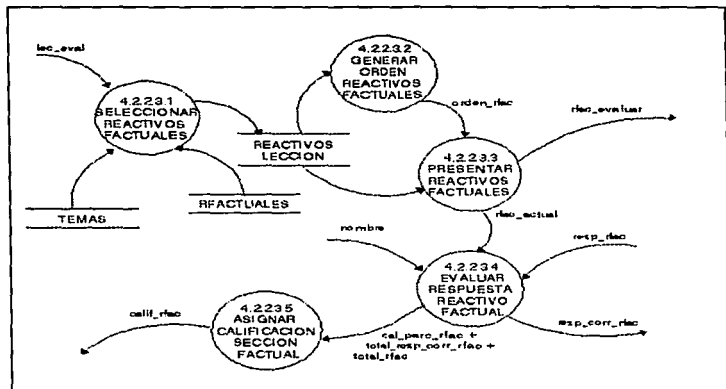 lec_eval
4.2.2.3.1
SELECCIONAR
REACTIVOS
FACTUALES
4.2.2.3.2
GENERAR
ORDEN
REACTIVOS
FACTUALES
orden_rfac
rfac_evaluar
REACTIVOS
LECCION
4.2.2.3.3
PRESENTAR
REACTIVOS
FACTUALES
TEMAS
RFACTUALES
rfac_actual
nombre
resp_rfac
4.2.2.3.4
EVALUAR
RESPUESTA
REACTIVO
FACTUAL
resp_corr_rfac
calif_rfac
4.2.2.3.5
ASIGNAR
CALIFICACION
SECCION
FACTUAL
cal_parc_rfac +
total_resp_corr_rfac +
total_rfac